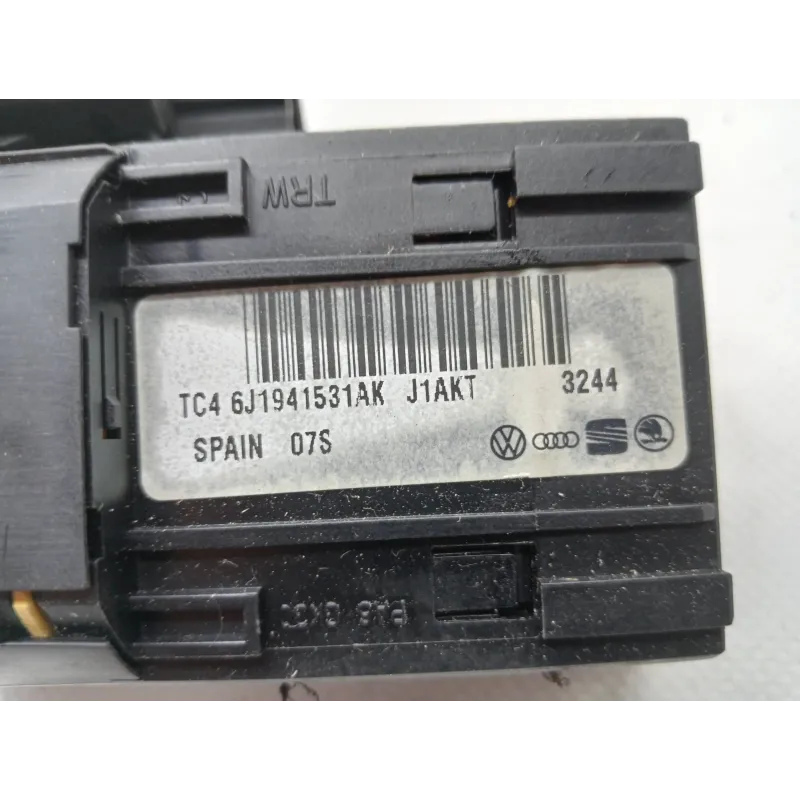 TRW
TC4 6J1941531AK J1AKT 3244
SPAIN 07S